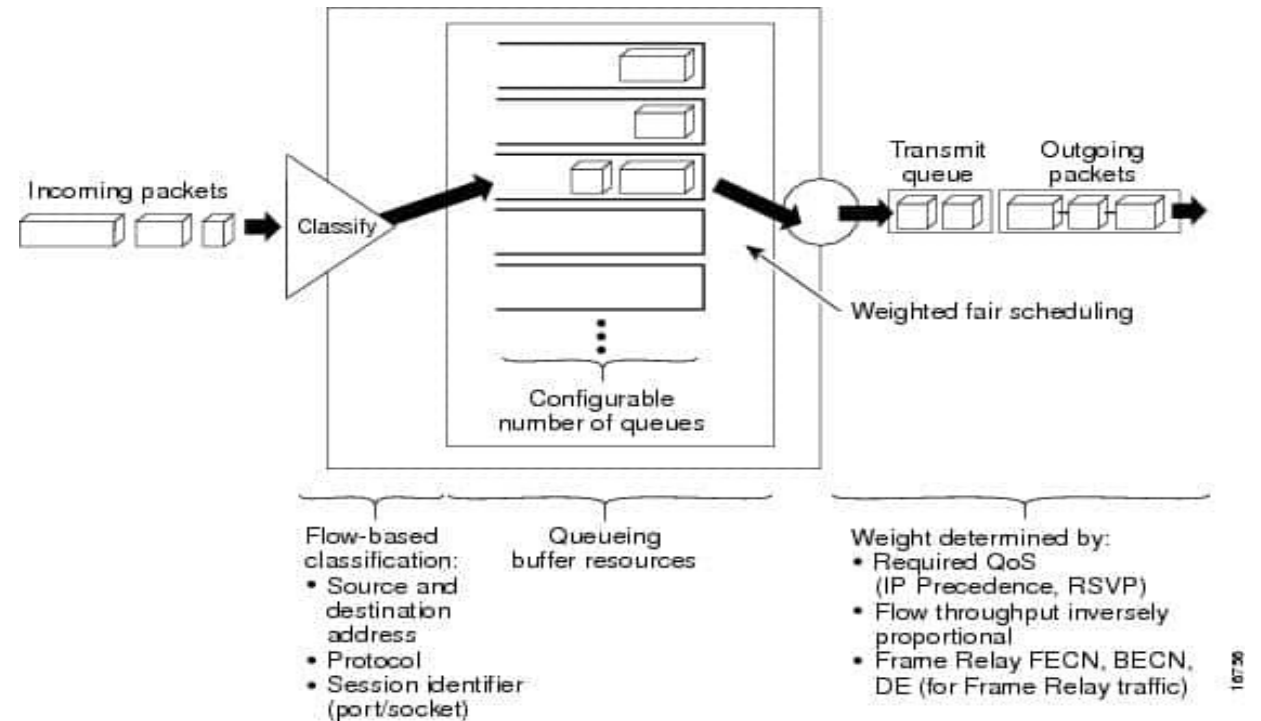 Incoming packets
Classify
Transmit
queue
Outgoing
packets
Weighted fair scheduling
Configurable
number of queues
Flow-based
classification:
• Source and
destination
address
• Protocol
• Session identifier
(port/socket)
Queueing
buffer resources
Weight determined by:
• Required QoS
(IP Precedence, RSVP)
• Flow throughput inversely
proportional
• Frame Relay FECN, BECN,
DE (for Frame Relay traffic)